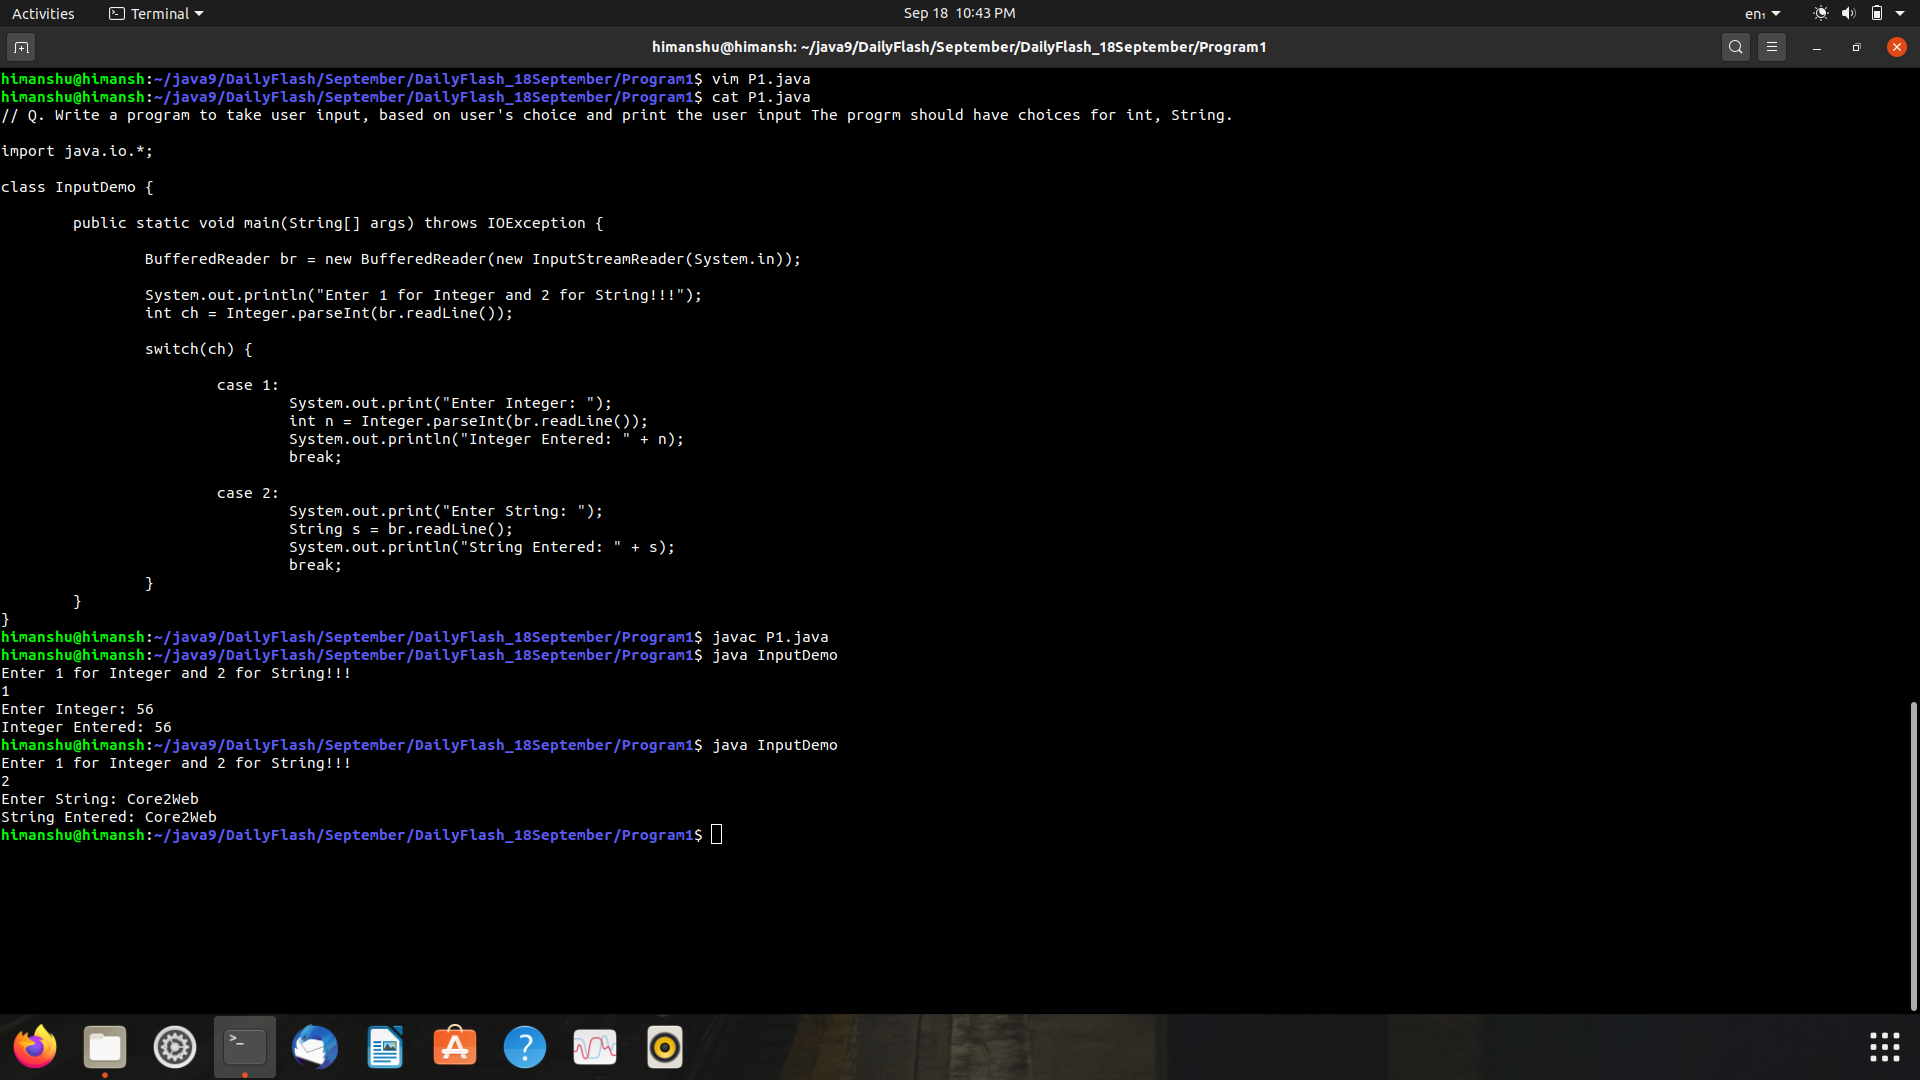 Activities
Terminal
Sep 18 10:43 PM
en₁
himanshu@himansh: ~/java9/DailyFlash/September/DailyFlash_18September/Program1
himanshu@himansh:~/java9/DailyFlash/September/DailyFlash_18September/Program1$ vim P1.java
himanshu@himansh:~/java9/DailyFlash/September/DailyFlash_18September/Program1$ cat P1.java
// Q. Write a program to take user input, based on user's choice and print the user input The progrm should have choices for int, String.
import java.io.*;
class InputDemo {
public static void main(String[] args) throws IOException {
BufferedReader br = new BufferedReader(new InputStreamReader(System.in));
System.out.println("Enter 1 for Integer and 2 for String!!!");
int ch = Integer.parseInt(br.readLine());
switch(ch) {
case 1:
System.out.print("Enter Integer: ");
int n = Integer.parseInt(br.readLine());
System.out.println("Integer Entered: " + n);
break;
case 2:
System.out.print("Enter String: ");
String s = br.readLine();
System.out.println("String Entered: " + s);
break;
}
}
}
himanshu@himansh:~/java9/DailyFlash/September/DailyFlash_18September/Program1$ javac P1.java
himanshu@himansh:~/java9/DailyFlash/September/DailyFlash_18September/Program1$ java InputDemo
Enter 1 for Integer and 2 for String!!!
1
Enter Integer: 56
Integer Entered: 56
himanshu@himansh:~/java9/DailyFlash/September/DailyFlash_18September/Program1$ java InputDemo
Enter 1 for Integer and 2 for String!!!
2
Enter String: Core2Web
String Entered: Core2Web
himanshu@himansh:~/java9/DailyFlash/September/DailyFlash_18September/Program1$